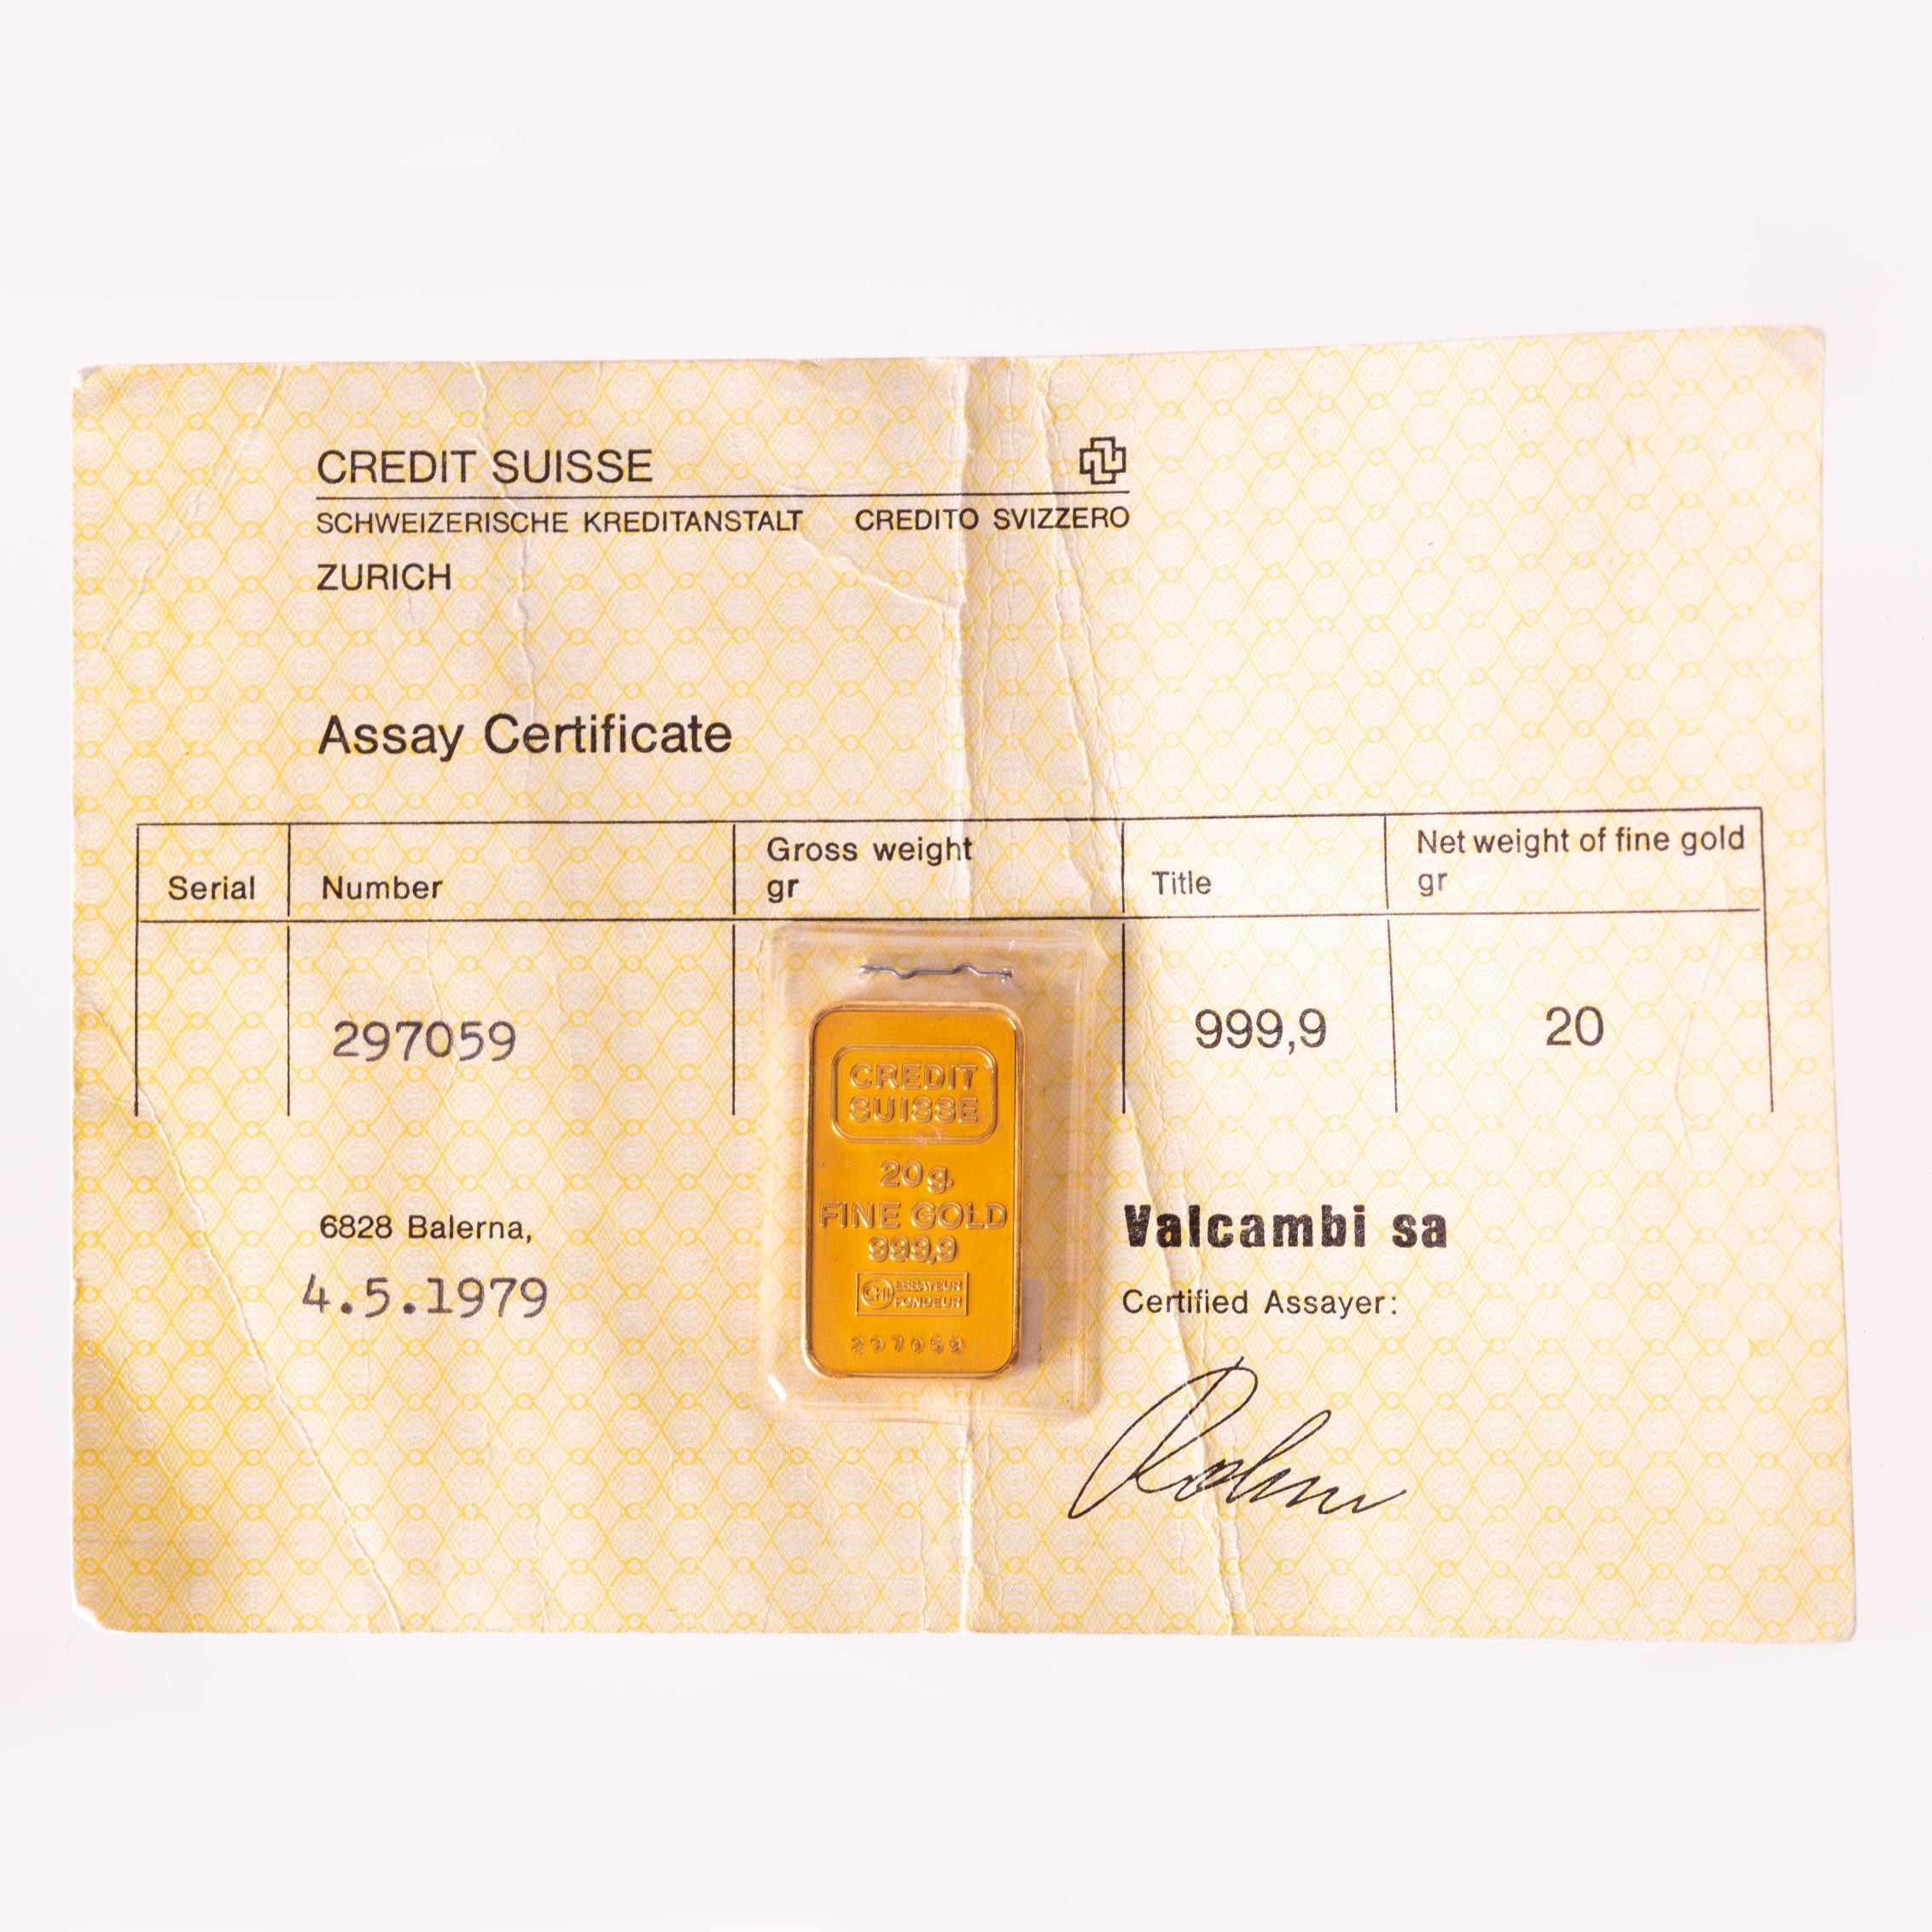 CREDIT SUISSE
SCHWEIZERISCHE KREDITANSTALT CREDITO SVIZZERO
ZURICH
Assay Certificate
Serial Number Gross weight gr Title Net weight of fine gold gr
297059 999,9 20
CREDIT
SUISSE
20 g.
FINE GOLD
999,9
CHI ESSAYEUR
FONDEUR
297059
6828 Balerna,
4.5.1979
Valcambi sa
Certified Assayer: